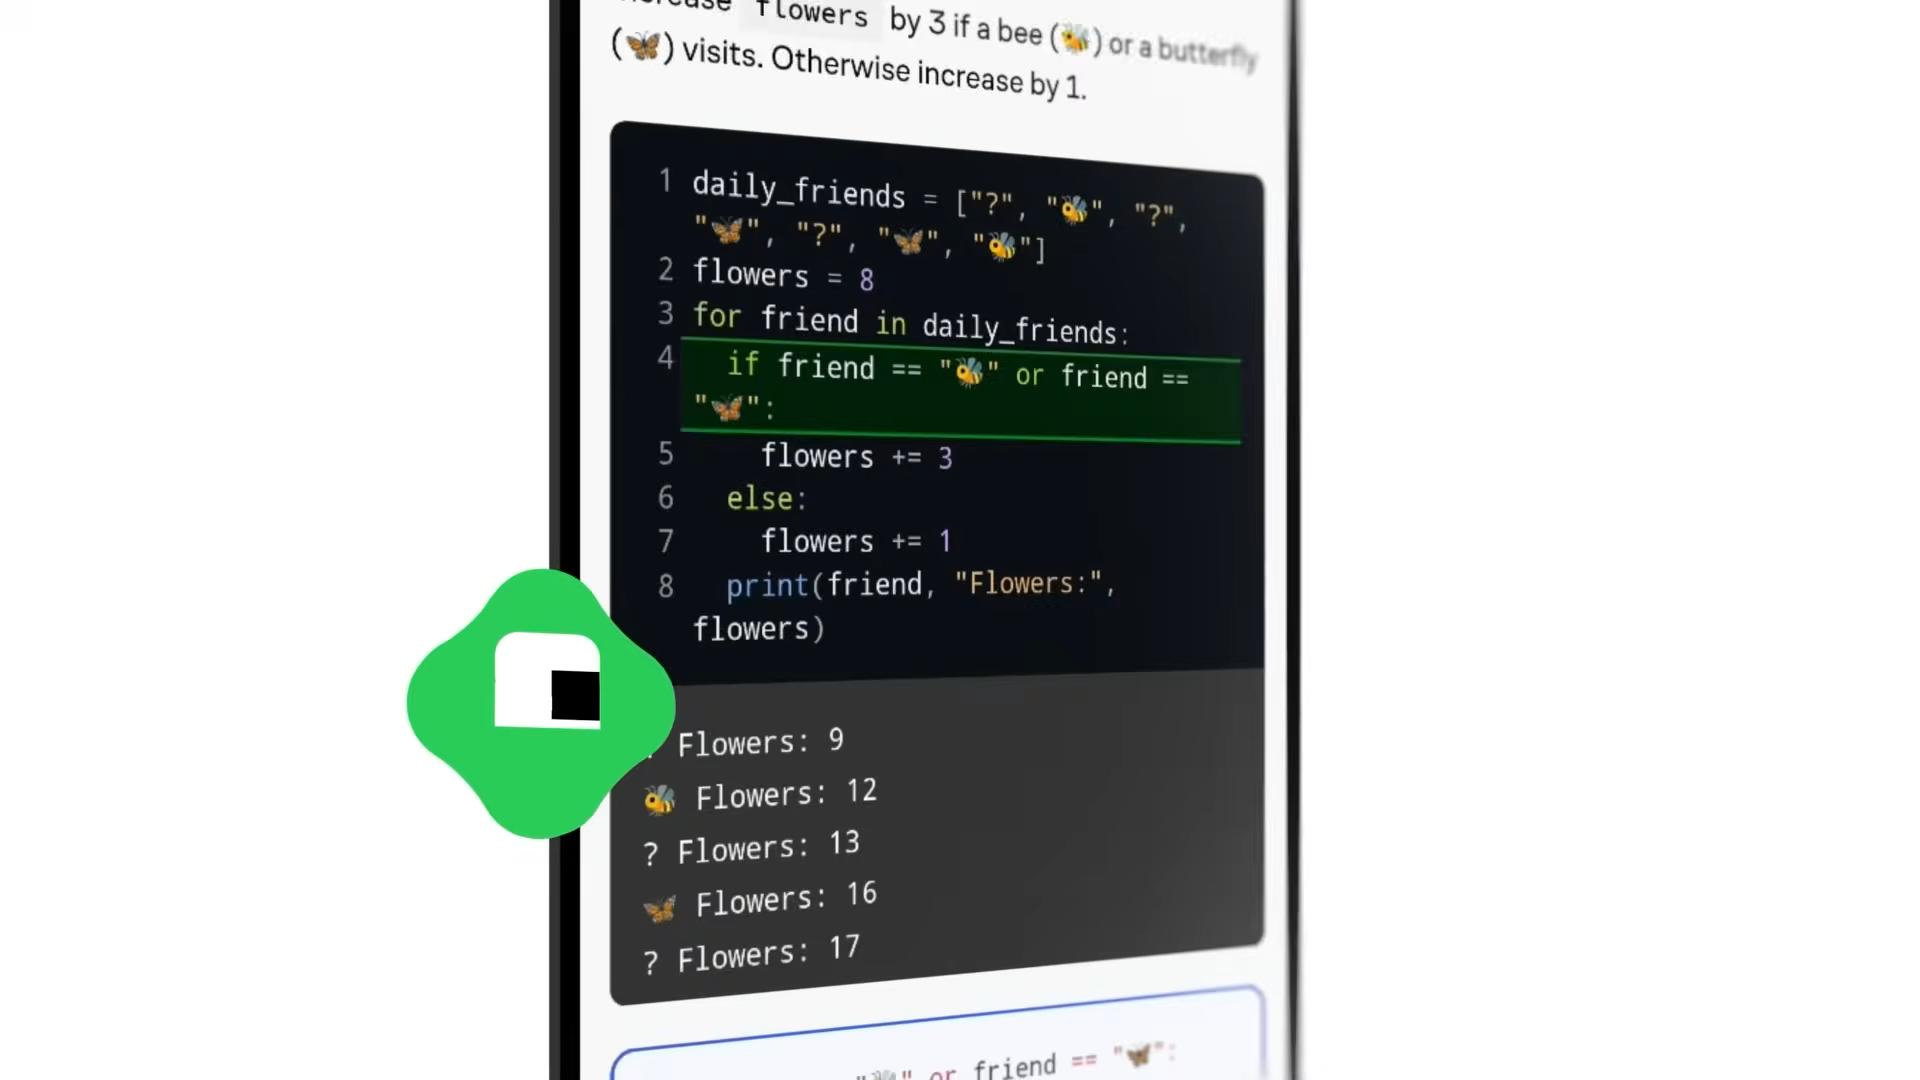 flowers by 3 if a bee (🐝) or a butterfly
(🦋) visits. Otherwise increase by 1.
1 daily_friends = ["?", "🐝", "?",
"🦋", "?", "🦋", "🐝"]
2 flowers = 8
3 for friend in daily_friends:
4 if friend == "🐝" or friend ==
"🦋":
5 flowers += 3
6 else:
7 flowers += 1
8 print(friend, "Flowers:",
flowers)
Flowers: 9
🐝 Flowers: 12
? Flowers: 13
🦋 Flowers: 16
? Flowers: 17
"🐝" or friend == "🦋":